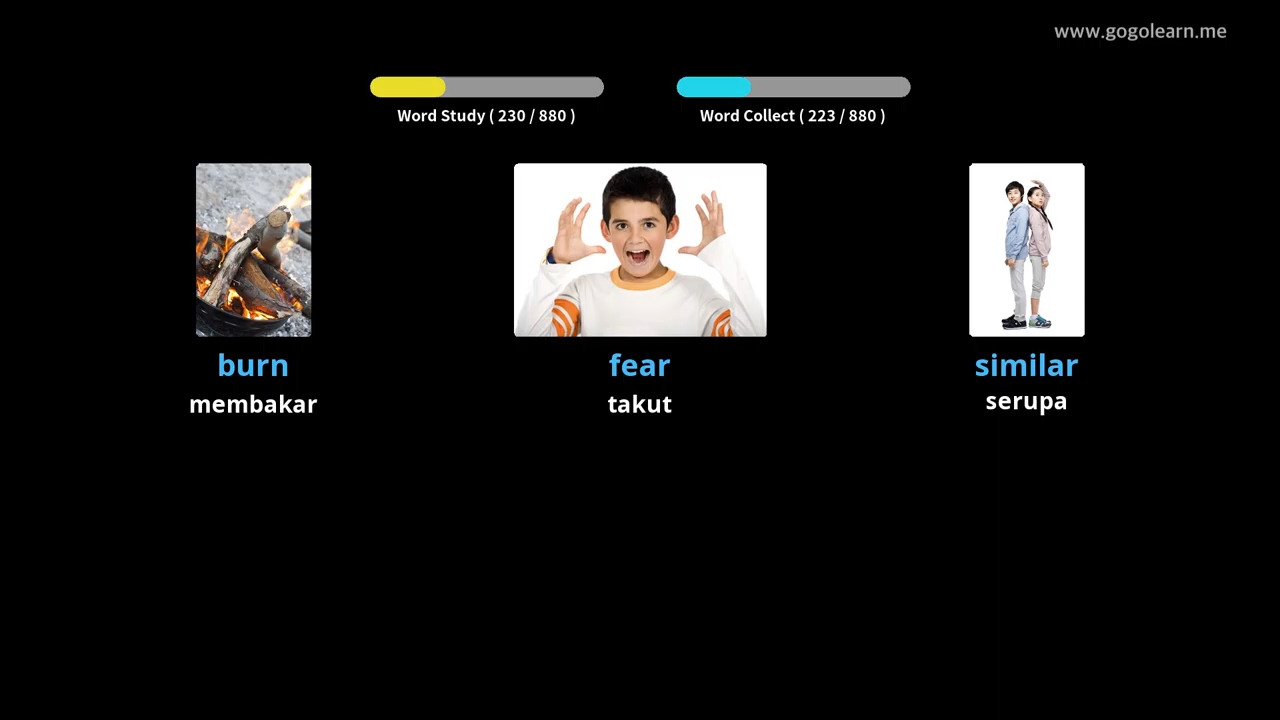 www.gogolearn.me
Word Study ( 230 / 880 )
Word Collect ( 223 / 880 )
burn
membakar
fear
takut
similar
serupa